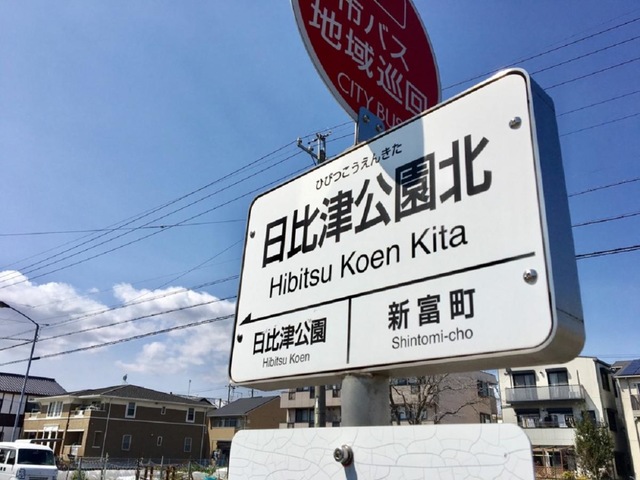 市バス
地域巡回
CITY BUS
ひびつこうえんきた
日比津公園北
Hibitsu Koen Kita
日比津公園
Hibitsu Koen
新富町
Shintomi-cho